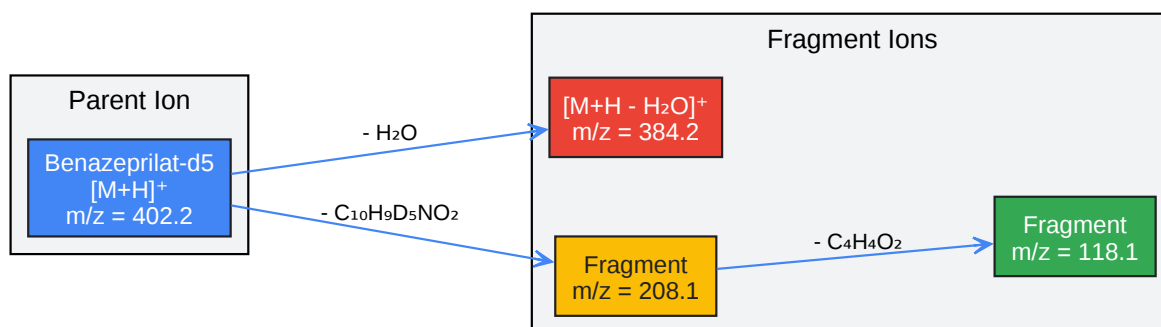 Fragment Ions
Parent Ion
[M+H - H₂O]⁺
m/z = 384.2
- H₂O
Benazeprilat-d5
[M+H]⁺
m/z = 402.2
- C₁₀H₉D₅NO₂
Fragment
m/z = 208.1
- C₄H₄O₂
Fragment
m/z = 118.1